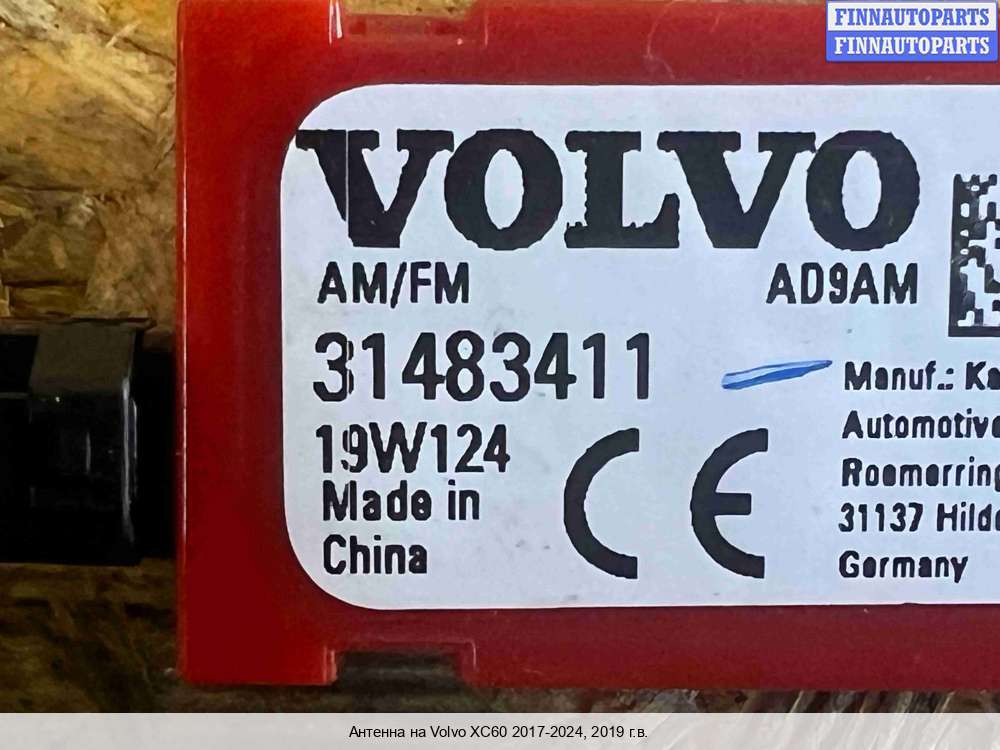 FINNAUTOPARTS
FINNAUTOPARTS
VOLVO
AM/FM AD9AM
31483411
19W124
Made in
China
CE
Manuf.:
Automotive
31137
Germany
Антенна на Volvo XC60 2017-2024, 2019 г.в.